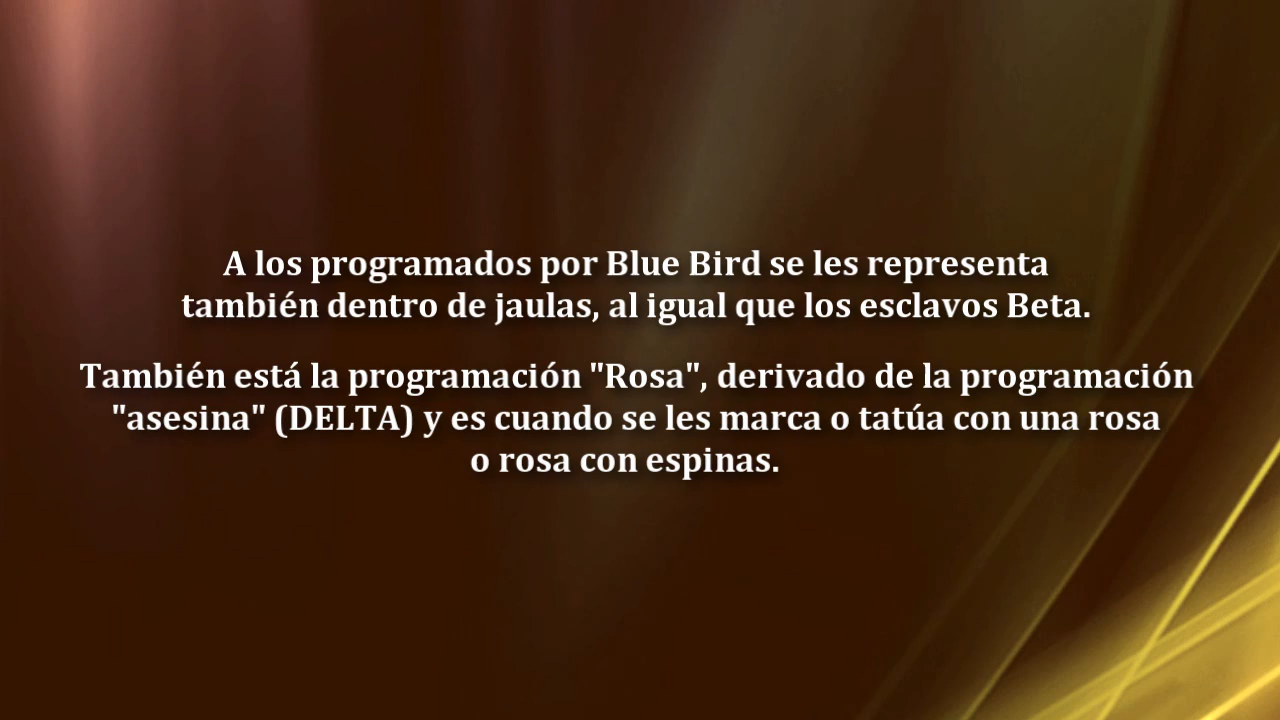 A los programados por Blue Bird se les representa
también dentro de jaulas, al igual que los esclavos Beta.
También está la programación "Rosa", derivado de la programación
"asesina" (DELTA) y es cuando se les marca o tatúa con una rosa
o rosa con espinas.